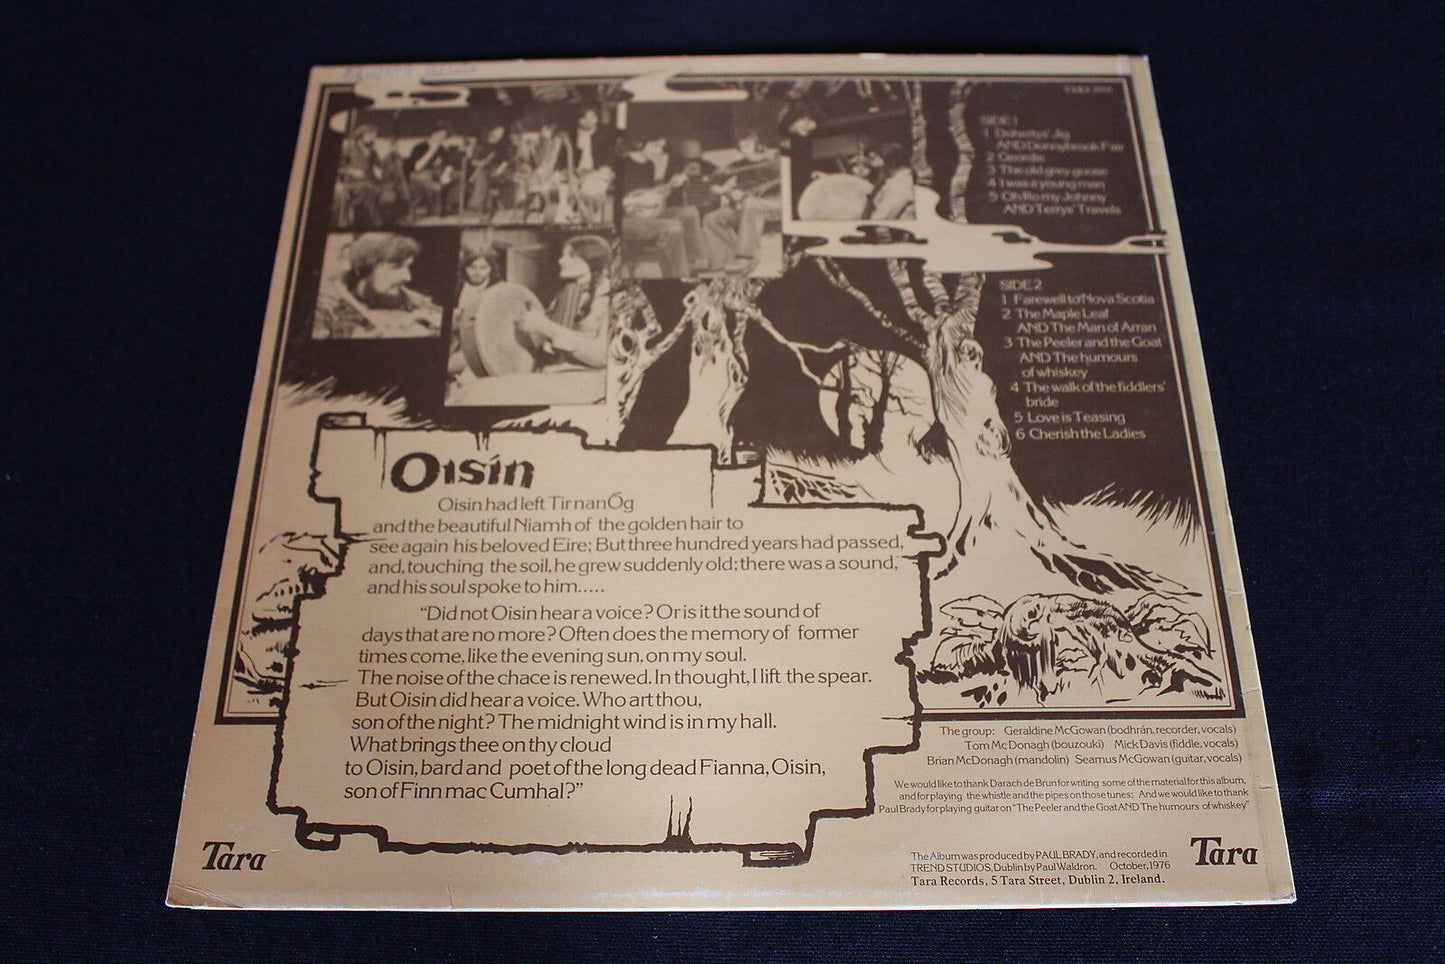 TARA 2010
SIDE 1
1 Dohertys' Jig
AND Donnybrook Fair
2 Geordie
3 The old grey goose
4 I was a young man
5 Oh Ro my Johnny
AND Terrys' Travels
SIDE 2
1 Farewell to Nova Scotia
2 The Maple Leaf
AND The Man of Arran
3 The Peeler and the Goat
AND The humours
of whiskey
4 The walk of the fiddlers'
bride
5 Love is Teasing
6 Cherish the Ladies
Oisín
Oisin had left Tir nan Óg
and the beautiful Niamh of the golden hair to
see again his beloved Eire; But three hundred years had passed,
and, touching the soil, he grew suddenly old; there was a sound,
and his soul spoke to him.....
“Did not Oisin hear a voice? Or is it the sound of
days that are no more? Often does the memory of former
times come, like the evening sun, on my soul.
The noise of the chace is renewed. In thought, I lift the spear.
But Oisin did hear a voice. Who art thou,
son of the night? The midnight wind is in my hall.
What brings thee on thy cloud
to Oisin, bard and poet of the long dead Fianna, Oisin,
son of Finn mac Cumhal?”
The group: Geraldine McGowan (bodhrán, recorder, vocals)
Tom McDonagh (bouzouki) Mick Davis (fiddle, vocals)
Brian McDonagh (mandolin) Seamus McGowan (guitar, vocals)
We would like to thank Darach de Brun for writing some of the material for this album,
and for playing the whistle and the pipes on those tunes; And we would like to thank
Paul Brady for playing guitar on “The Peeler and the Goat AND The humours of whiskey”
The Album was produced by PAUL BRADY, and recorded in
TREND STUDIOS, Dublin by Paul Waldron. October, 1976
Tara Records, 5 Tara Street, Dublin 2, Ireland.
Tara
Tara